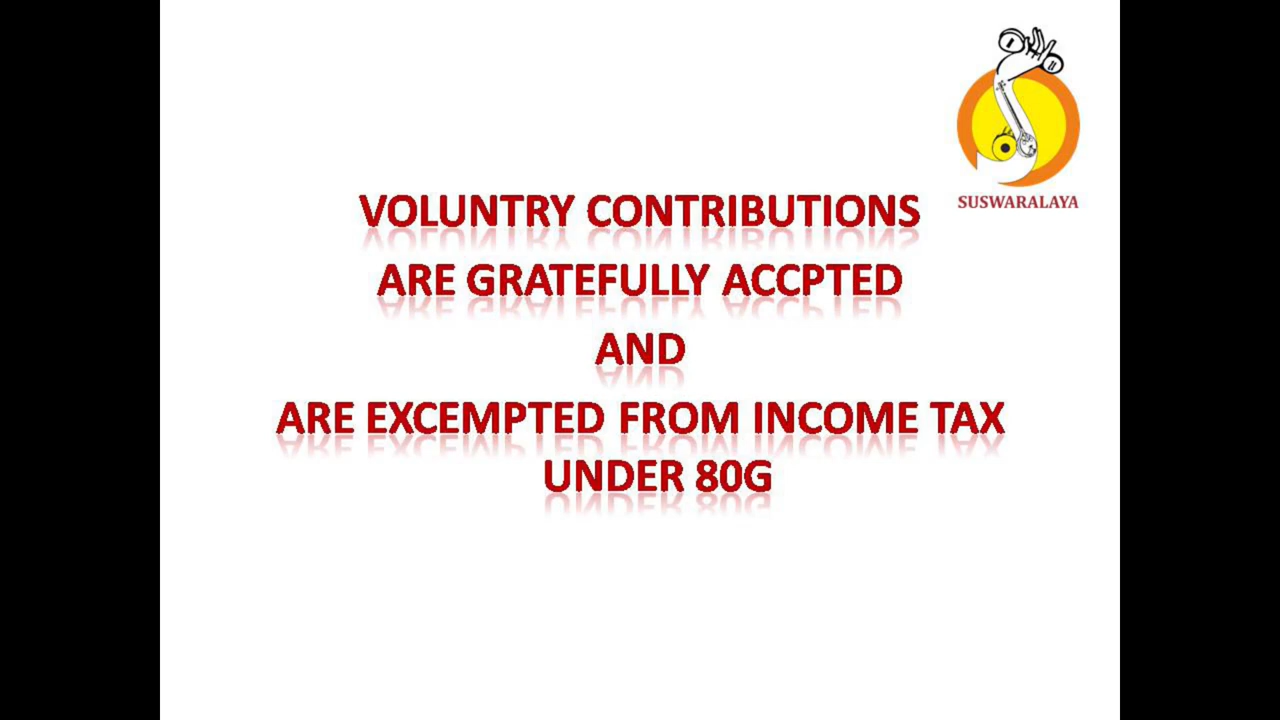 SUSWARALAYA
VOLUNTRY CONTRIBUTIONS
ARE GRATEFULLY ACCPTED
AND
ARE EXCEMPTED FROM INCOME TAX
UNDER 80G